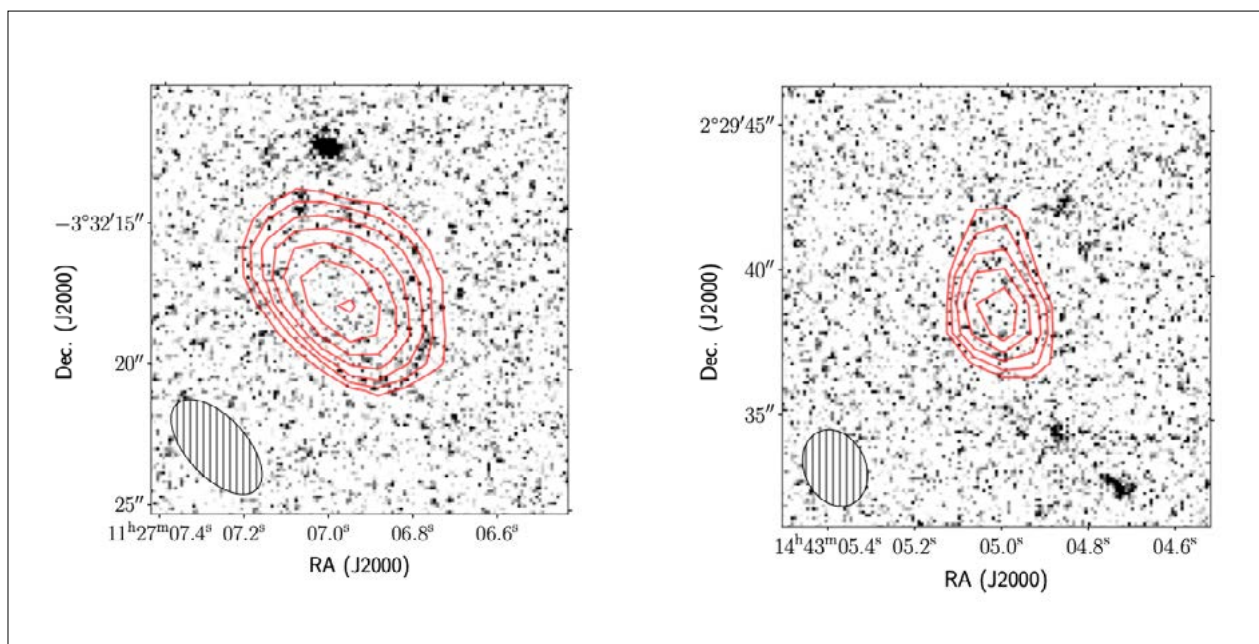 −3°32′15″
20″
25″
Dec. (J2000)
11ʰ27ᵐ07.4ˢ 07.2ˢ 07.0ˢ 06.8ˢ 06.6ˢ
RA (J2000)
2°29′45″
40″
35″
Dec. (J2000)
14ʰ43ᵐ05.4ˢ 05.2ˢ 05.0ˢ 04.8ˢ 04.6ˢ
RA (J2000)